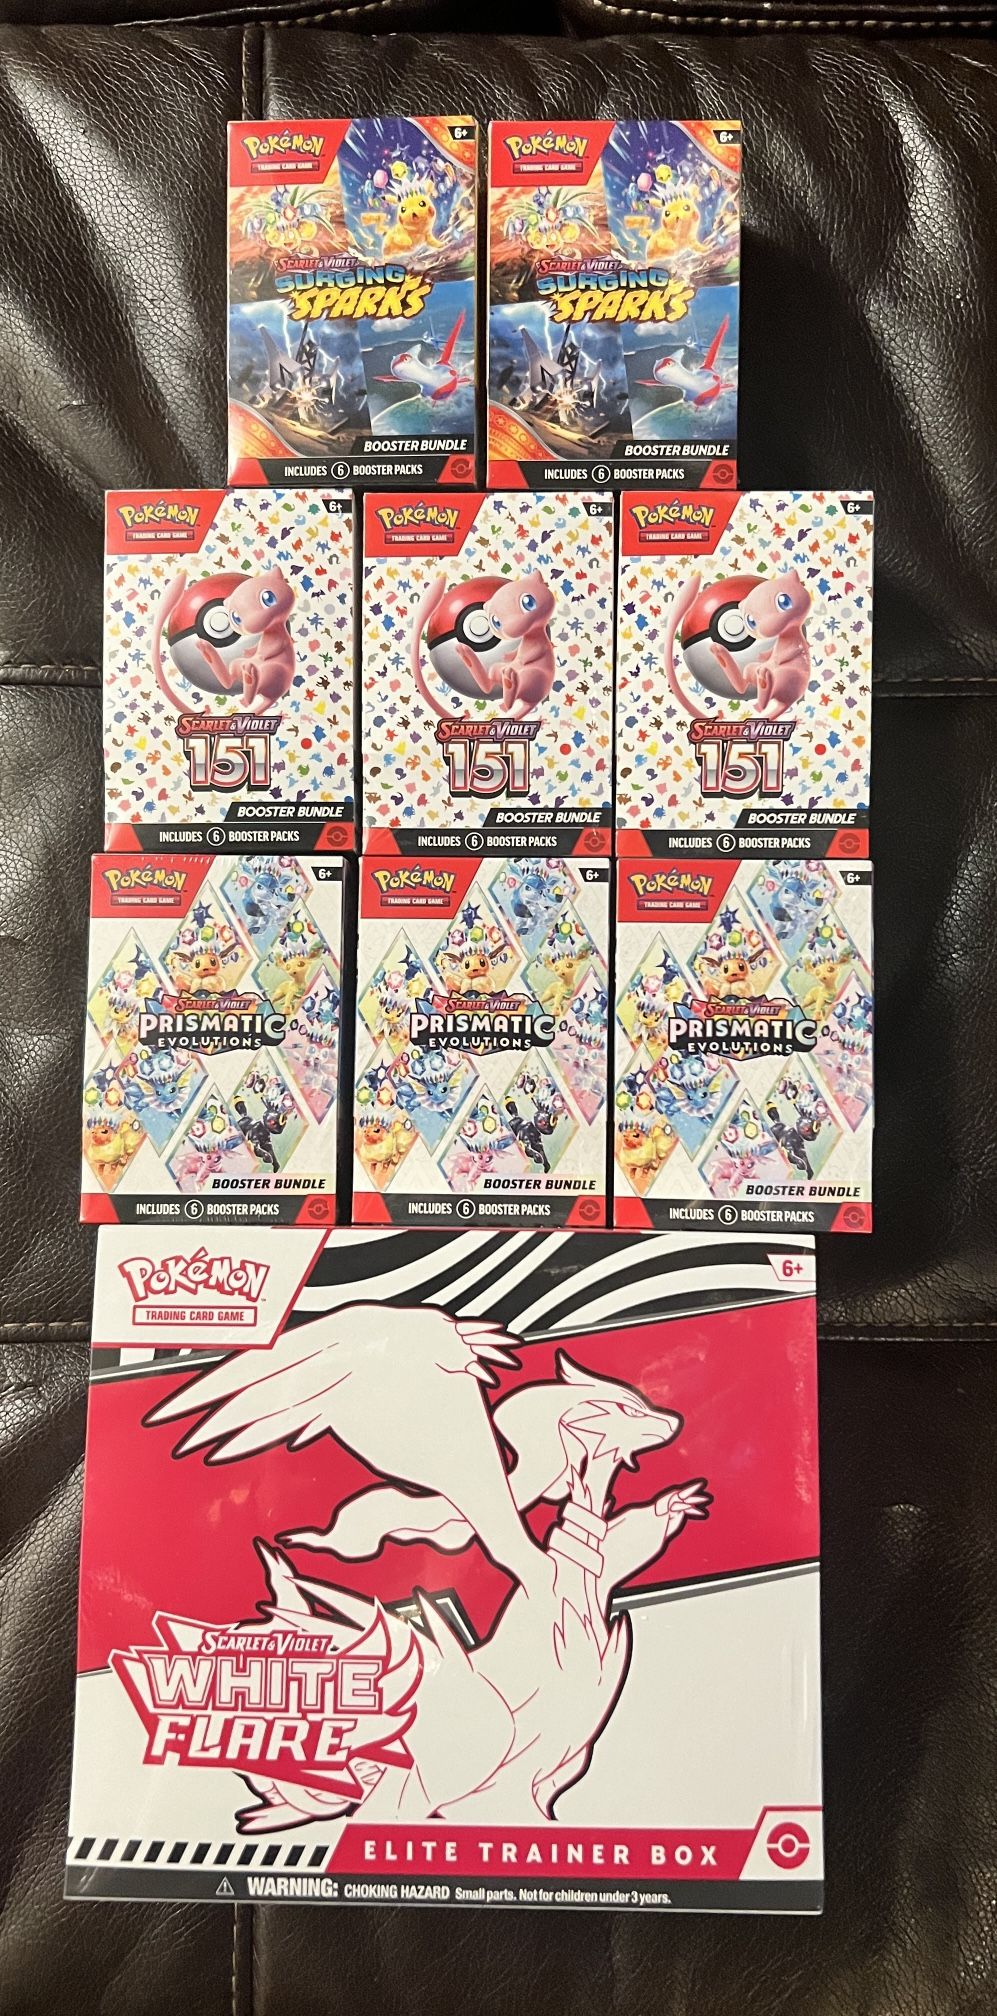 Pokémon
TRADING CARD GAME
6+
SCARLET & VIOLET
SURGING
SPARKS
BOOSTER BUNDLE
INCLUDES 6 BOOSTER PACKS
Pokémon
TRADING CARD GAME
6+
SCARLET & VIOLET
SURGING
SPARKS
BOOSTER BUNDLE
INCLUDES 6 BOOSTER PACKS
Pokémon
TRADING CARD GAME
6+
SCARLET & VIOLET
151
BOOSTER BUNDLE
INCLUDES 6 BOOSTER PACKS
Pokémon
TRADING CARD GAME
6+
SCARLET & VIOLET
151
BOOSTER BUNDLE
INCLUDES 6 BOOSTER PACKS
Pokémon
TRADING CARD GAME
6+
SCARLET & VIOLET
151
BOOSTER BUNDLE
INCLUDES 6 BOOSTER PACKS
Pokémon
TRADING CARD GAME
6+
SCARLET & VIOLET
PRISMATIC
EVOLUTIONS
BOOSTER BUNDLE
INCLUDES 6 BOOSTER PACKS
Pokémon
TRADING CARD GAME
6+
SCARLET & VIOLET
PRISMATIC
EVOLUTIONS
BOOSTER BUNDLE
INCLUDES 6 BOOSTER PACKS
Pokémon
TRADING CARD GAME
6+
SCARLET & VIOLET
PRISMATIC
EVOLUTIONS
BOOSTER BUNDLE
INCLUDES 6 BOOSTER PACKS
Pokémon
TRADING CARD GAME
6+
SCARLET & VIOLET
WHITE
FLARE
ELITE TRAINER BOX
WARNING: CHOKING HAZARD Small parts. Not for children under 3 years.